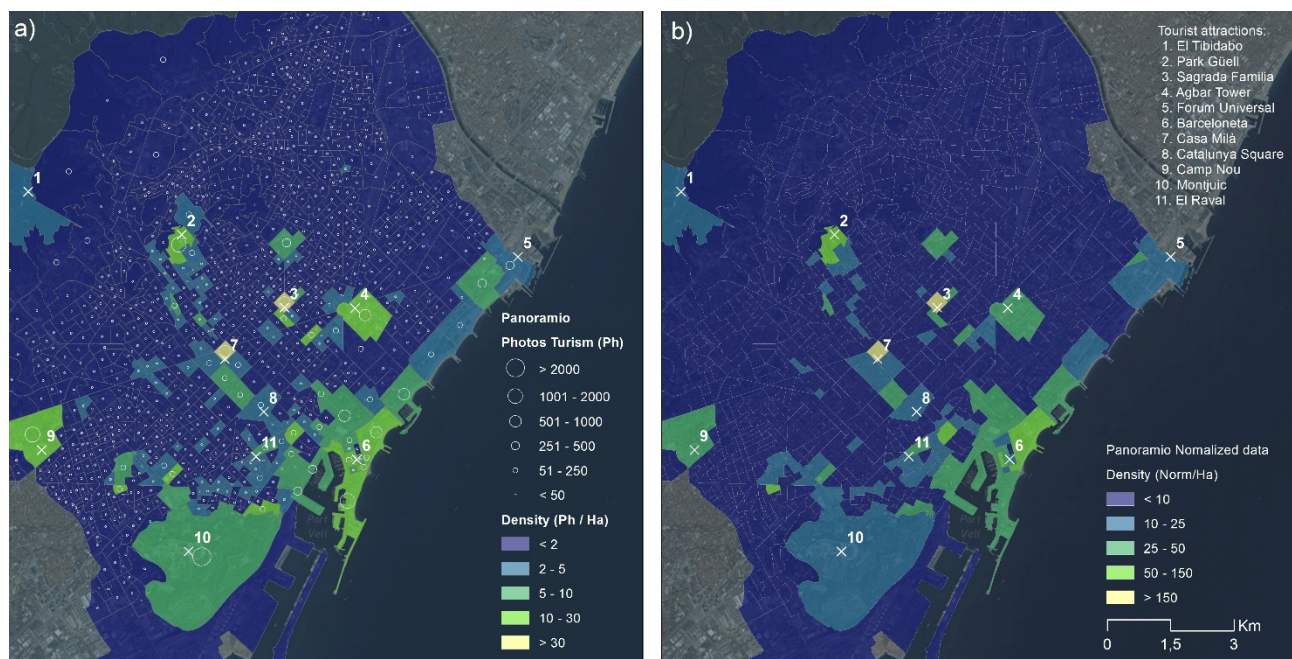 a)
1
2
3
4
5
6
7
8
9
10
11
Port
Vell
Panoramio
Photos Turism (Ph)
> 2000
1001 - 2000
501 - 1000
251 - 500
51 - 250
< 50
Density (Ph / Ha)
< 2
2 - 5
5 - 10
10 - 30
> 30
b)
Tourist attractions:
1. El Tibidabo
2. Park Güell
3. Sagrada Familia
4. Agbar Tower
5. Forum Universal
6. Barceloneta
7. Casa Milà
8. Catalunya Square
9. Camp Nou
10. Montjuic
11. El Raval
1
2
3
4
5
6
7
8
9
10
11
Port
Vell
Panoramio Nomalized data
Density (Norm/Ha)
< 10
10 - 25
25 - 50
50 - 150
> 150
Km
0 1,5 3